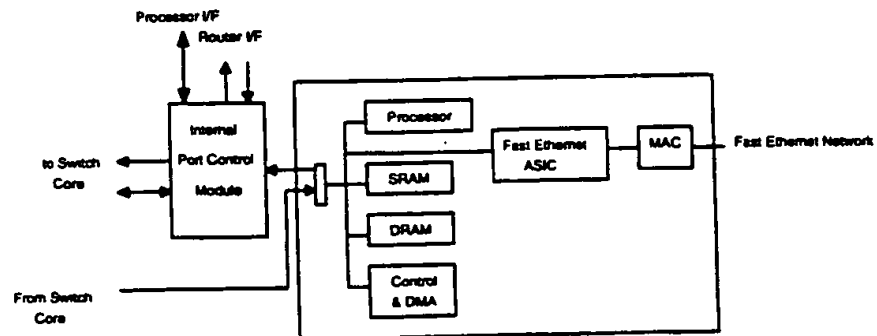 Processor I/F
Router I/F
Internal
Port Control
Module
to Switch
Core
From Switch
Core
Processor
SRAM
DRAM
Control
& DMA
Fast Ethernet
ASIC
MAC
Fast Ethernet Network